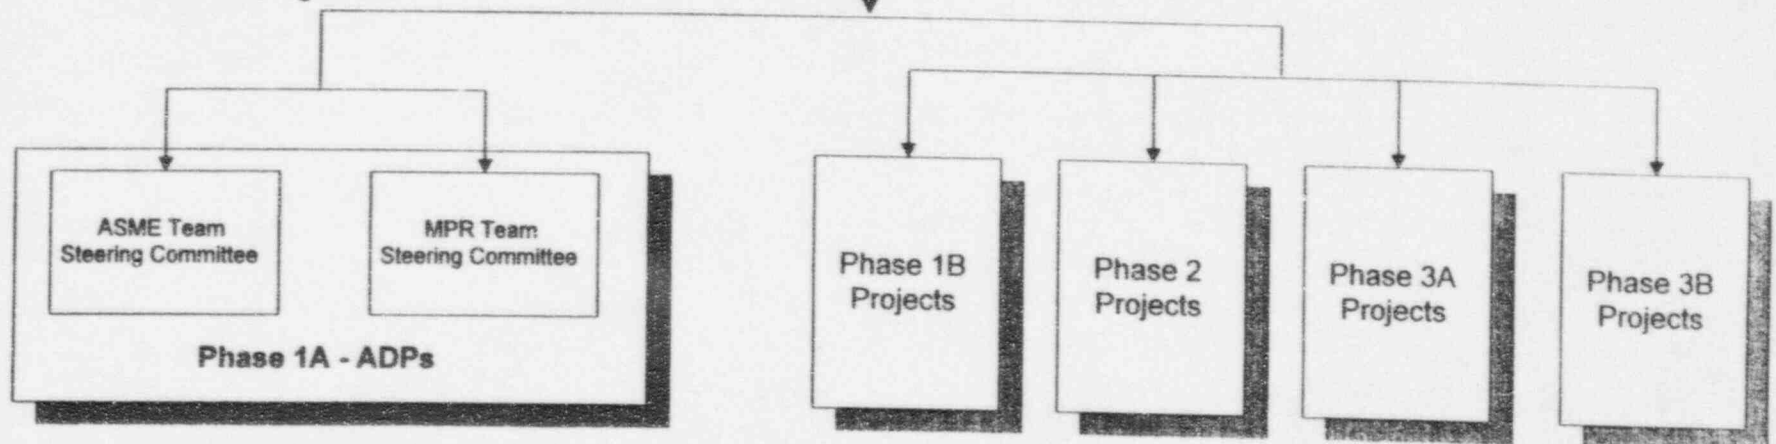 ASME Team
Steering Committee
MPR Team
Steering Committee
Phase 1A - ADPs
Phase 1B
Projects
Phase 2
Projects
Phase 3A
Projects
Phase 3B
Projects